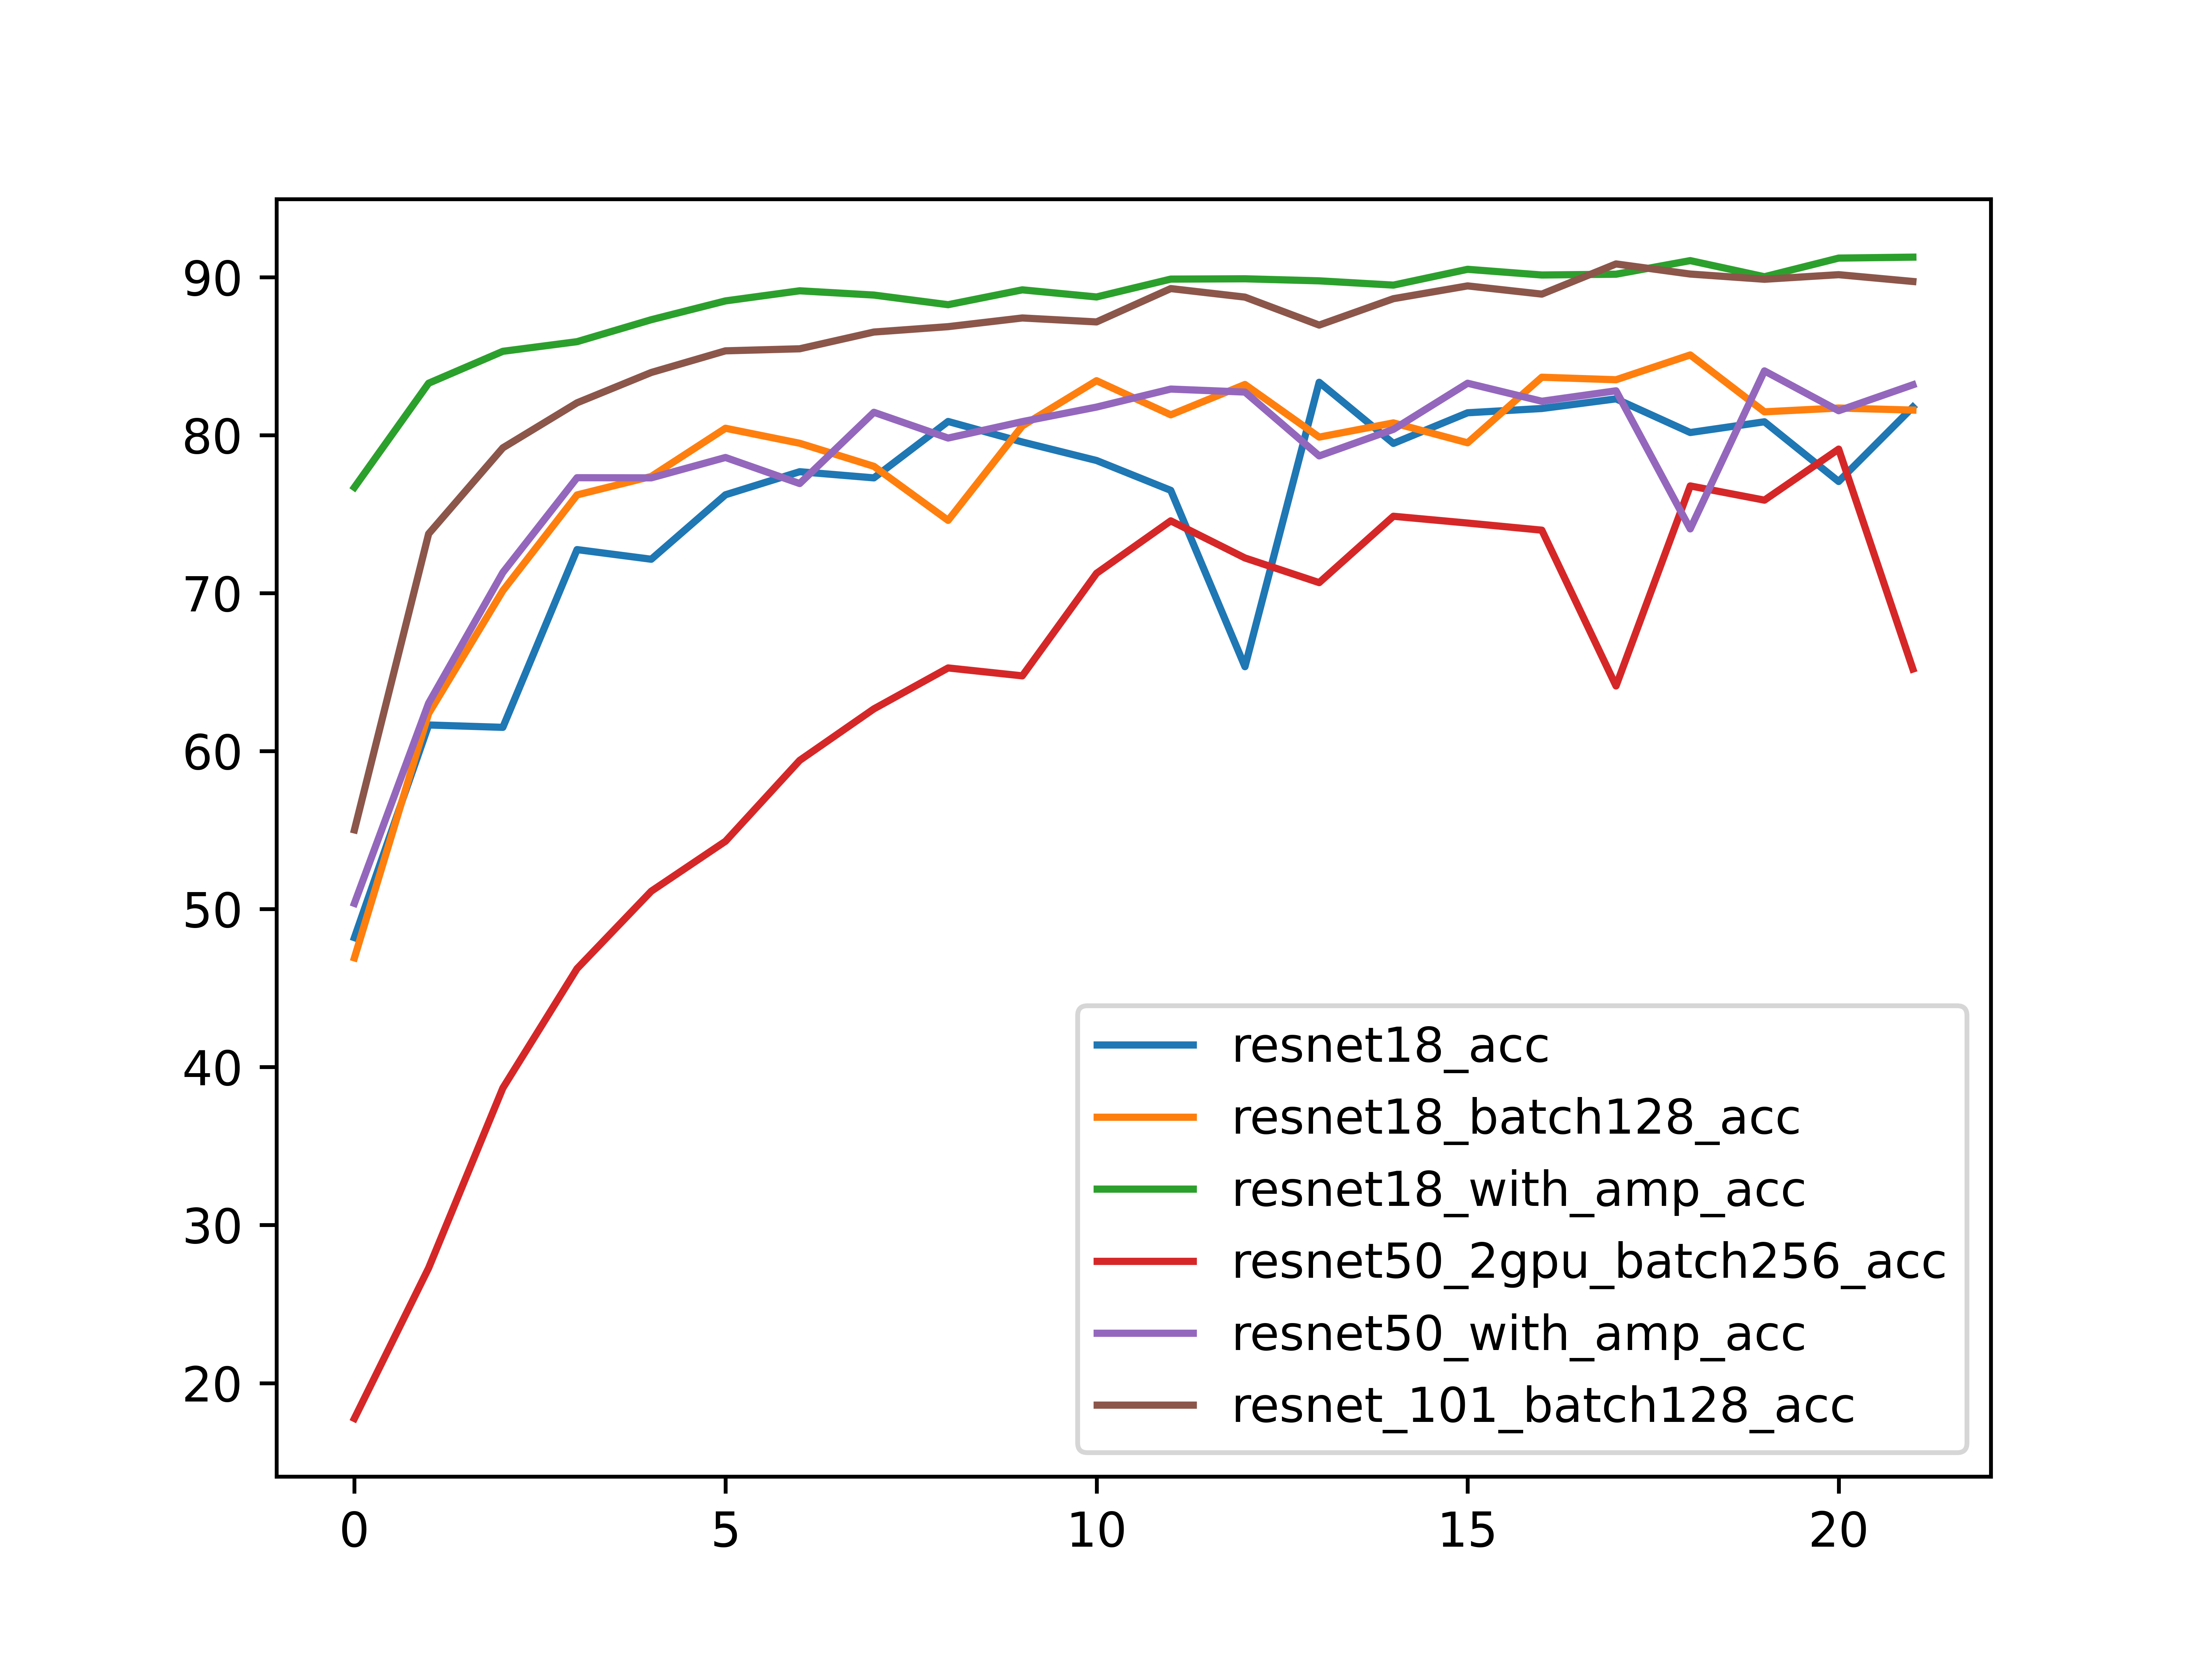 90
80
70
60
50
40
30
20
0 5 10 15 20
resnet18_acc
resnet18_batch128_acc
resnet18_with_amp_acc
resnet50_2gpu_batch256_acc
resnet50_with_amp_acc
resnet_101_batch128_acc